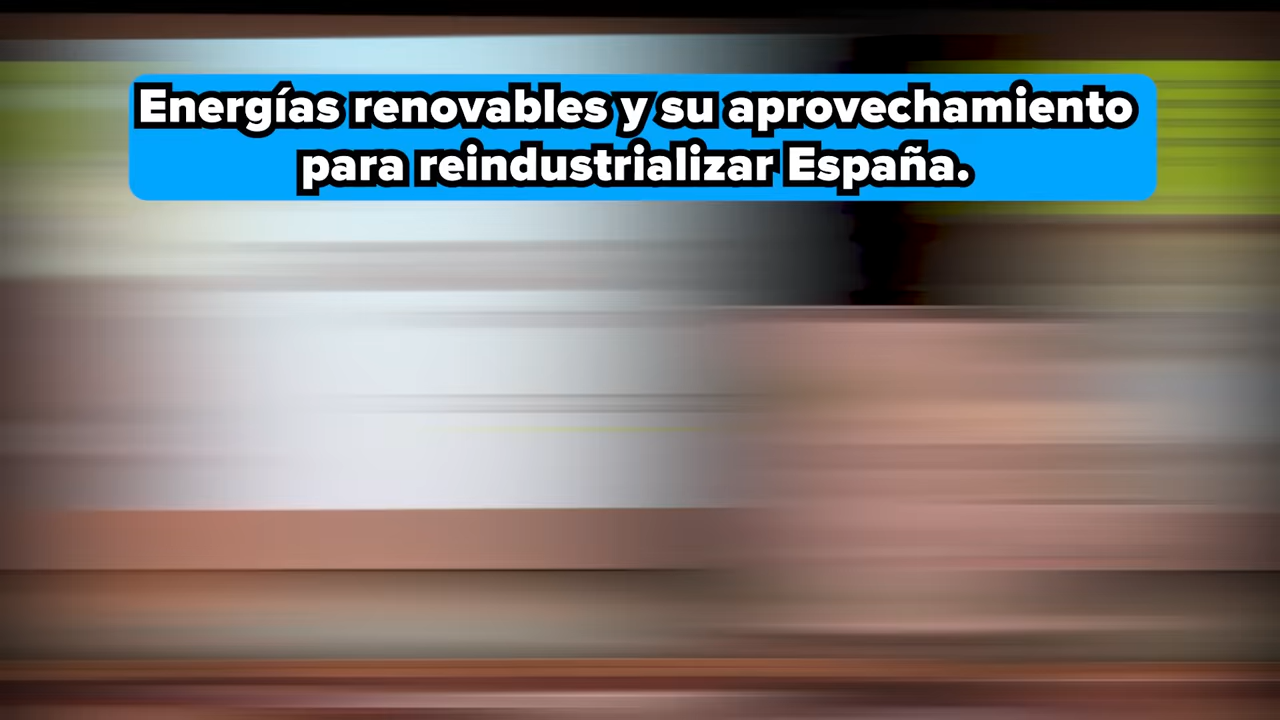 Energías renovables y su aprovechamiento
para reindustrializar España.